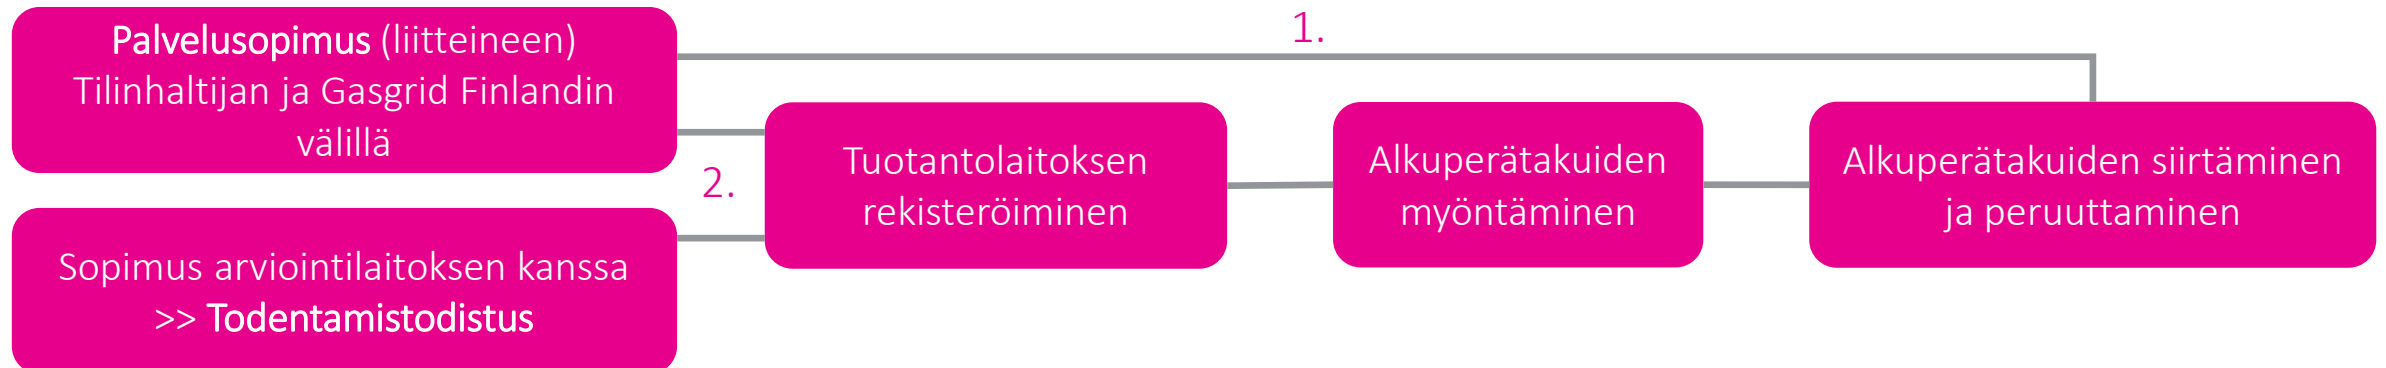 Palvelusopimus (liitteineen)
Tilinhaltijan ja Gasgrid Finlandin
välillä
1.
2.
Sopimus arviointilaitoksen kanssa
>> Todentamistodistus
Tuotantolaitoksen
rekisteröiminen
Alkuperätakuiden
myöntäminen
Alkuperätakuiden siirtäminen
ja peruuttaminen